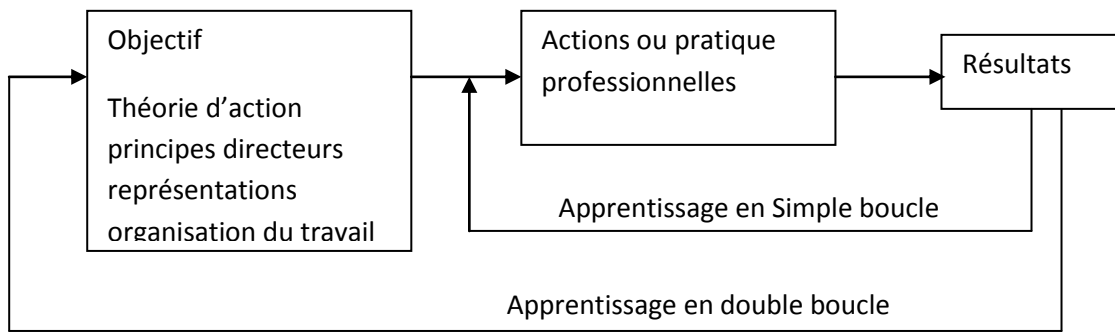 Objectif
Théorie d’action
principes directeurs
représentations
organisation du travail
Actions ou pratique
professionnelles
Résultats
Apprentissage en Simple boucle
Apprentissage en double boucle